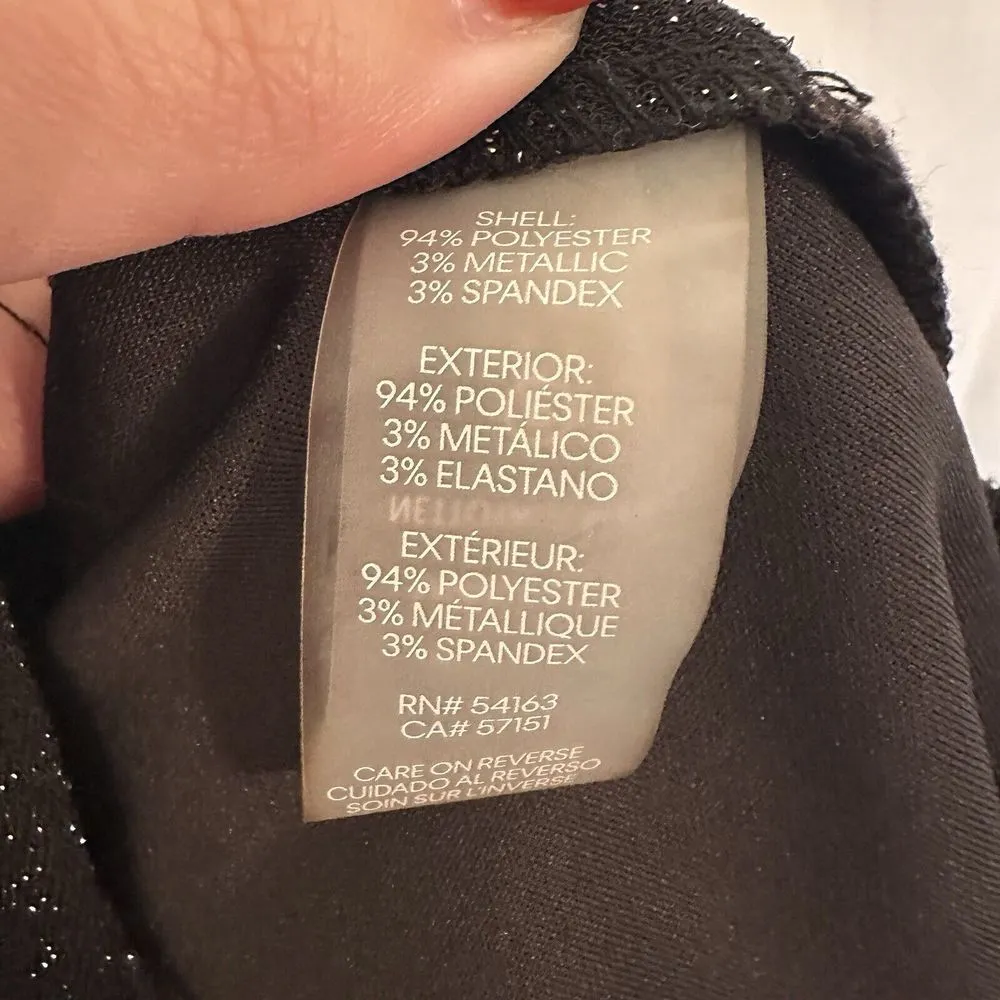 SHELL:
94% POLYESTER
3% METALLIC
3% SPANDEX
EXTERIOR:
94% POLIÉSTER
3% METÁLICO
3% ELASTANO
EXTÉRIEUR:
94% POLYESTER
3% MÉTALLIQUE
3% SPANDEX
RN# 54163
CA# 57151
CARE ON REVERSE
CUIDADO AL REVERSO
SOIN SUR L'INVERSE